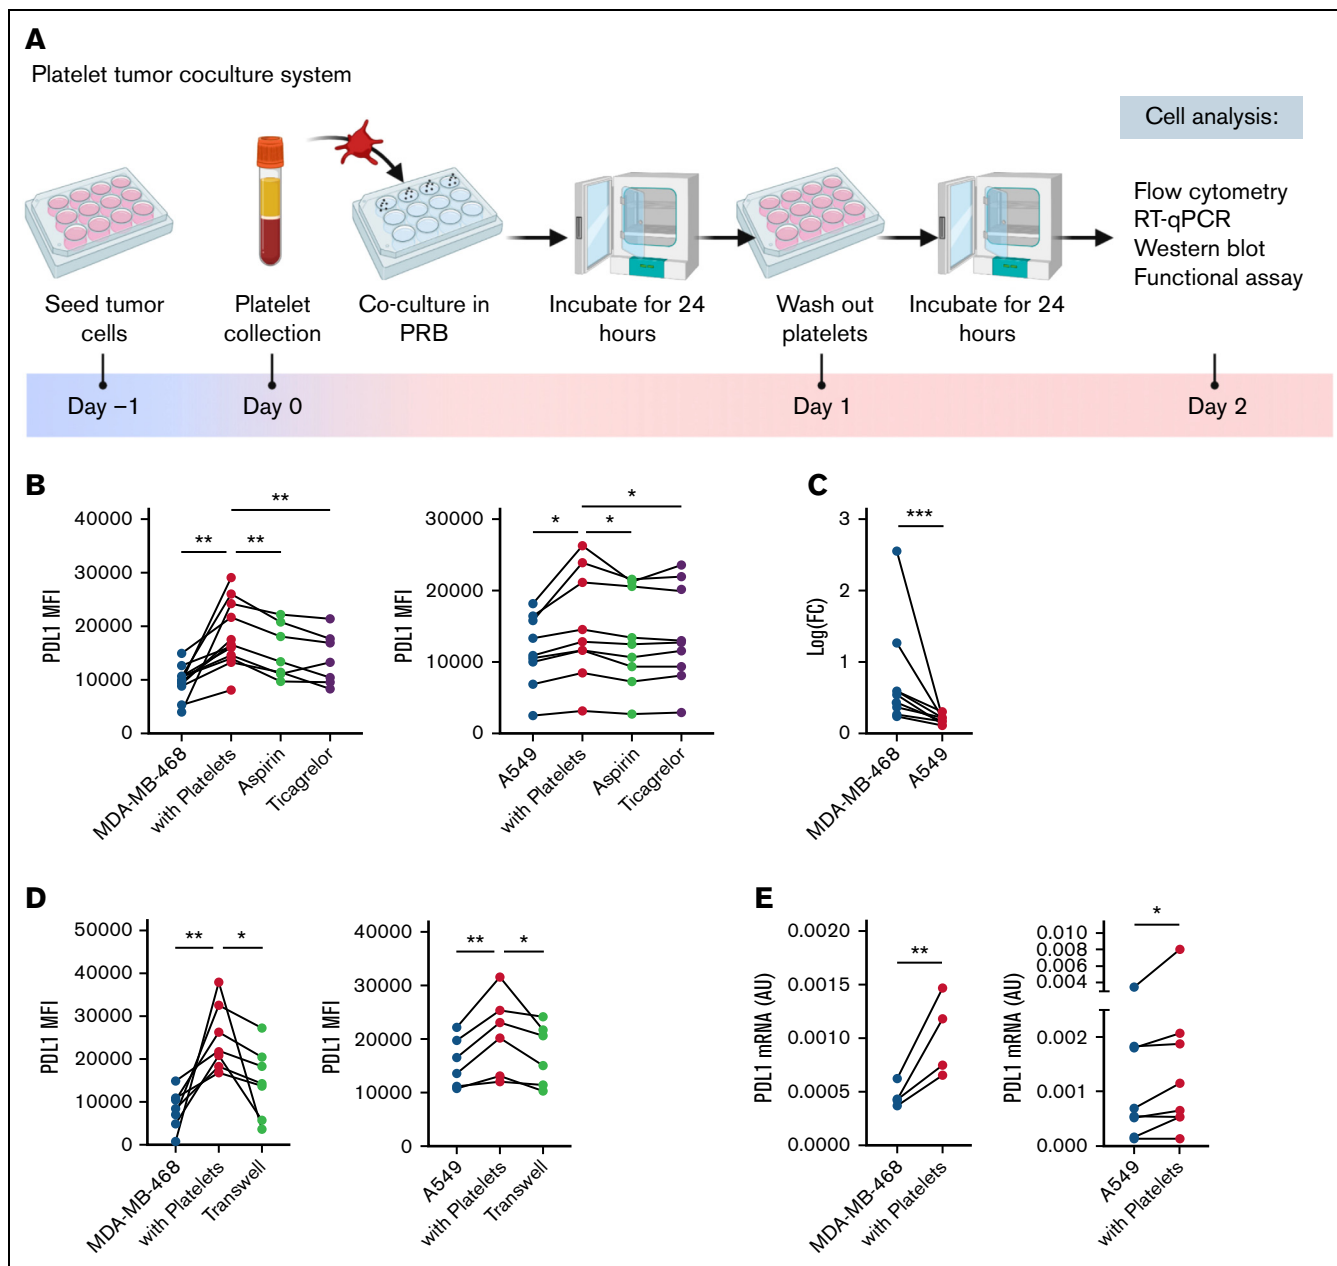 A
Platelet tumor coculture system
Cell analysis:
Flow cytometry
RT-qPCR
Western blot
Functional assay
Seed tumor
cells
Platelet
collection
Co-culture in
PRB
Incubate for 24
hours
Wash out
platelets
Incubate for 24
hours
Day –1
Day 0
Day 1
Day 2
B
PDL1 MFI
40000
30000
20000
10000
0
**
**
**
MDA-MB-468
with Platelets
Aspirin
Ticagrelor
PDL1 MFI
30000
20000
10000
0
*
*
*
A549
with Platelets
Aspirin
Ticagrelor
C
Log(FC)
3
2
1
0
***
MDA-MB-468
A549
D
PDL1 MFI
50000
40000
30000
20000
10000
0
**
*
MDA-MB-468
with Platelets
Transwell
PDL1 MFI
40000
30000
20000
10000
0
**
*
A549
with Platelets
Transwell
E
PDL1 mRNA (AU)
0.0020
0.0015
0.0010
0.0005
0.0000
**
MDA-MB-468
with Platelets
PDL1 mRNA (AU)
0.010
0.008
0.006
0.004
0.002
0.001
0.000
*
A549
with Platelets